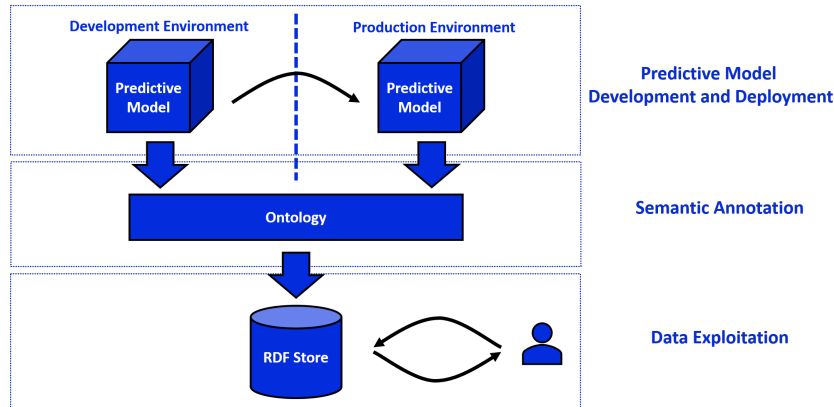 Development Environment
Production Environment
Predictive
Model
Predictive
Model
Predictive Model
Development and Deployment
Ontology
Semantic Annotation
RDF Store
Data Exploitation